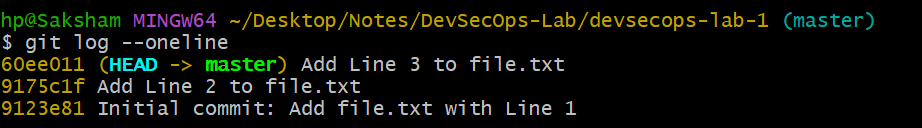 hp@Saksham MINGW64 ~/Desktop/Notes/DevSecOps-Lab/devsecops-lab-1 (master)
$ git log --oneline
60ee011 (HEAD -> master) Add Line 3 to file.txt
9175c1f Add Line 2 to file.txt
9123e81 Initial commit: Add file.txt with Line 1